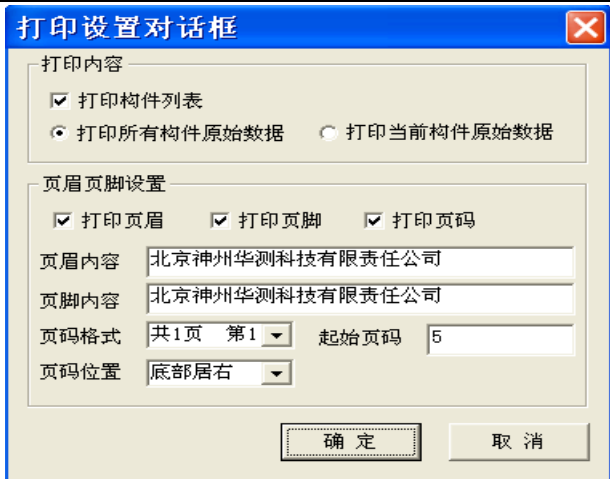 打印设置对话框
打印内容
打印构件列表
打印所有构件原始数据 打印当前构件原始数据
页眉页脚设置
打印页眉 打印页脚 打印页码
页眉内容 北京神州华测科技有限责任公司
页脚内容 北京神州华测科技有限责任公司
页码格式 共1页 第1 起始页码 5
页码位置 底部居右
确 定 取 消